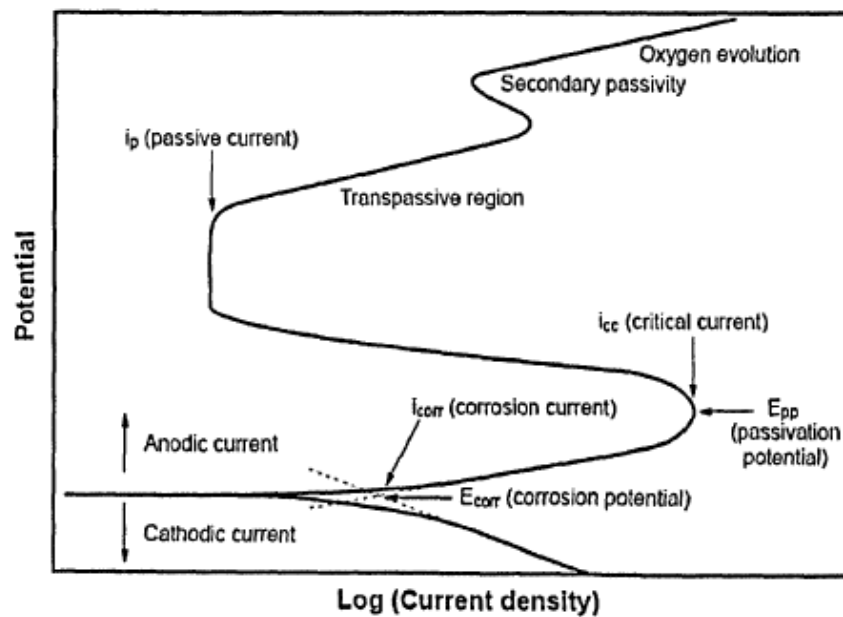 Oxygen evolution
Secondary passivity
ip (passive current)
Transpassive region
Potential
icc (critical current)
icorr (corrosion current)
Epp
(passivation
potential)
Anodic current
Ecorr (corrosion potential)
Cathodic current
Log (Current density)